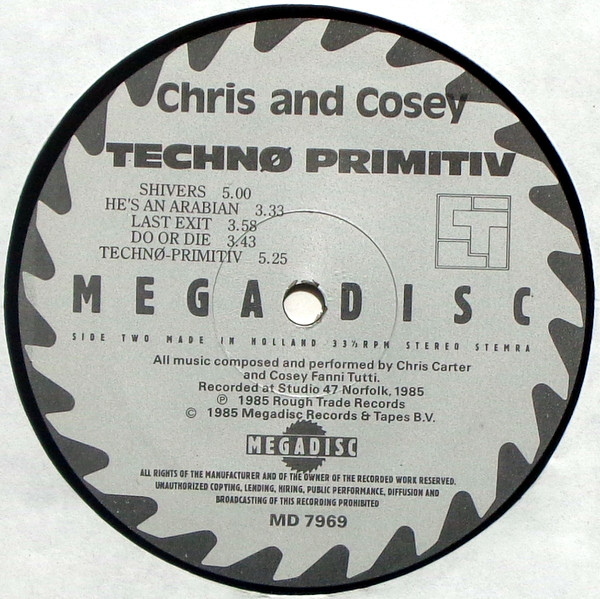 Chris and Cosey
TECHNØ PRIMITIV
SHIVERS 5.00
HE'S AN ARABIAN 3.33
LAST EXIT 3.58
DO OR DIE 3.43
TECHNØ-PRIMITIV 5.25
MEGADISC
SIDE TWO MADE IN HOLLAND 33⅓RPM STEREO STEMRA
All music composed and performed by Chris Carter
and Cosey Fanni Tutti.
Recorded at Studio 47 Norfolk, 1985
℗ 1985 Rough Trade Records
© 1985 Megadisc Records & Tapes B.V.
MEGADISC
ALL RIGHTS OF THE MANUFACTURER AND OF THE OWNER OF THE RECORDED WORK RESERVED.
UNAUTHORIZED COPTING, LENDING, HIRING, PUBLIC PERFORMANCE, DIFFUSION AND
BROADCASTING OF THIS RECORDING PROHIBITED
MD 7969